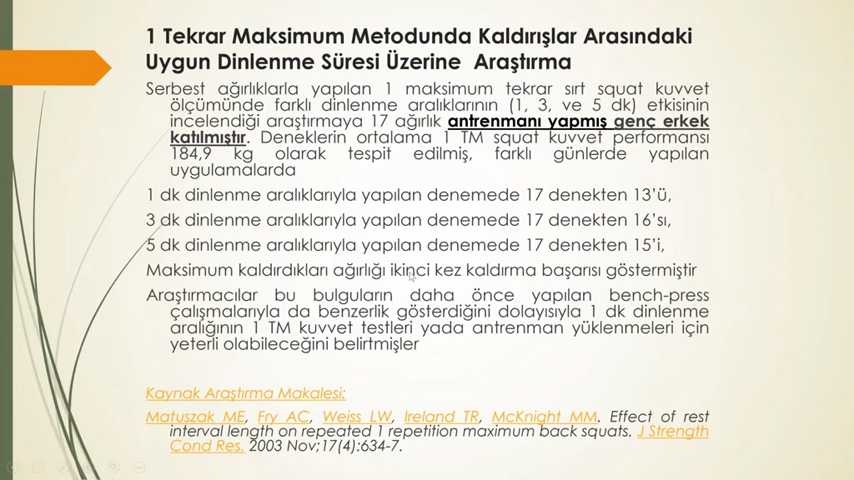 1 Tekrar Maksimum Metodunda Kaldırışlar Arasındaki
Uygun Dinlenme Süresi Üzerine Araştırma
Serbest ağırlıklarla yapılan 1 maksimum tekrar sırt squat kuvvet
ölçümünde farklı dinlenme aralıklarının (1, 3, ve 5 dk) etkisinin
incelendiği araştırmaya 17 ağırlık antrenmanı yapmış genç erkek
katılmıştır. Deneklerin ortalama 1 TM squat kuvvet performansı
184,9 kg olarak tespit edilmiş, farklı günlerde yapılan
uygulamalarda
1 dk dinlenme aralıklarıyla yapılan denemede 17 denekten 13’ü,
3 dk dinlenme aralıklarıyla yapılan denemede 17 denekten 16’sı,
5 dk dinlenme aralıklarıyla yapılan denemede 17 denekten 15’i,
Maksimum kaldırdıkları ağırlığı ikinci kez kaldırma başarısı göstermiştir
Araştırmacılar bu bulguların daha önce yapılan bench-press
çalışmalarıyla da benzerlik gösterdiğini dolayısıyla 1 dk dinlenme
aralığının 1 TM kuvvet testleri yada antrenman yüklenmeleri için
yeterli olabileceğini belirtmişler
Kaynak Araştırma Makalesi:
Matuszak ME, Fry AC, Weiss LW, Ireland TR, McKnight MM. Effect of rest
interval length on repeated 1 repetition maximum back squats. J Strength
Cond Res. 2003 Nov;17(4):634-7.